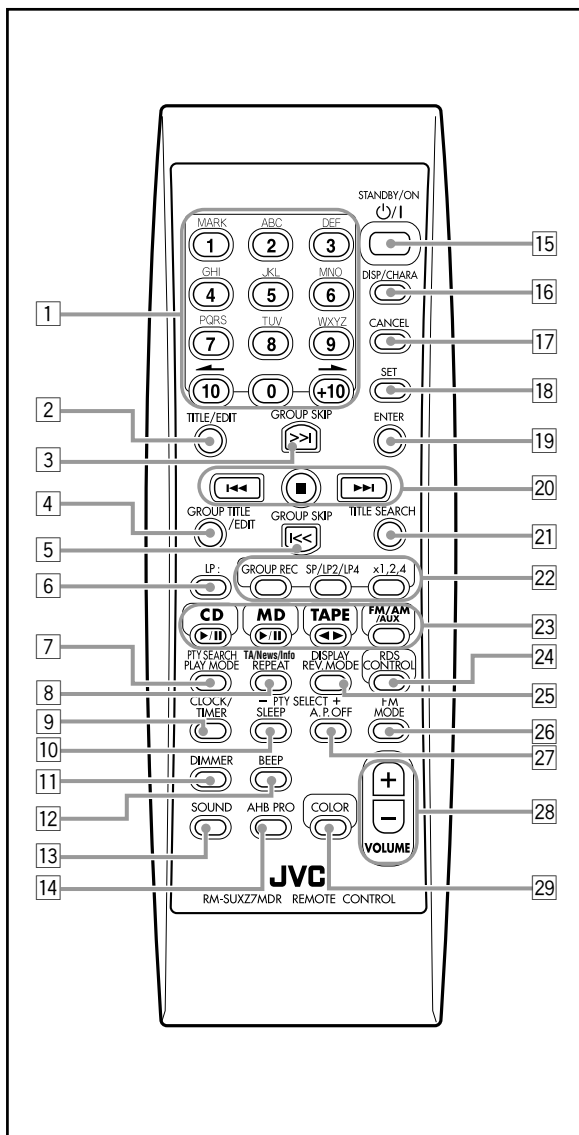 STANDBY/ON
⏻/I
15
MARK ABC DEF
1 2 3
DISP/CHARA
16
GHI JKL MNO
4 5 6
1
CANCEL
17
PQRS TUV WXYZ
7 8 9
SET
18
10 0 +10
2
TITLE/EDIT
GROUP SKIP
>>I
ENTER
19
3
20
4
GROUP TITLE
/EDIT
GROUP SKIP
I<<
TITLE SEARCH
21
5
6
LP :
GROUP REC SP/LP2/LP4 x1,2,4
22
CD MD TAPE FM/AM
/AUX
23
7
PTY SEARCH
PLAY MODE
TA/News/Info
REPEAT
DISPLAY
REV. MODE
RDS
CONTROL
24
8
25
9
CLOCK/
TIMER
– PTY SELECT +
SLEEP A. P. OFF
FM
MODE
26
10
27
11
DIMMER BEEP
12
+
–
VOLUME
28
13
SOUND AHB PRO COLOR
14
29
JVC
RM-SUXZ7MDR REMOTE CONTROL